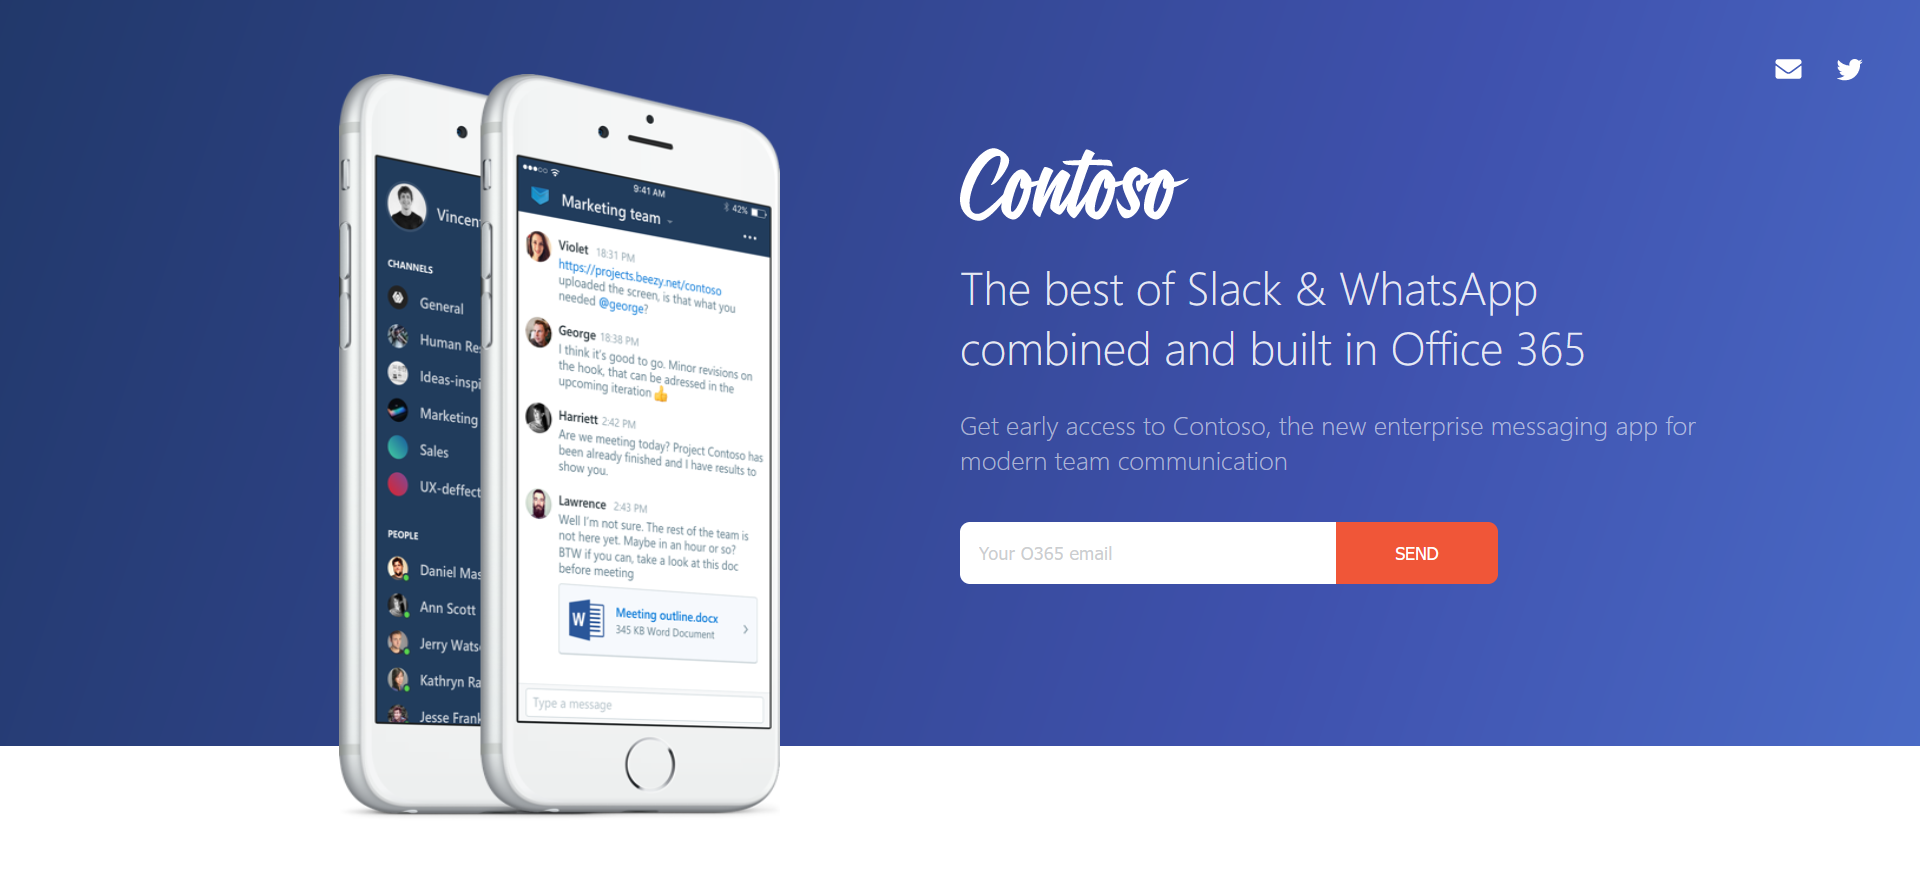 Vincen
CHANNELS
General
Human Re
Ideas-inspi
Marketing
Sales
UX-deffect
PEOPLE
Daniel Mas
Ann Scott
Jerry Wats
Kathryn Ra
Jesse Frank
9:41 AM
42%
Marketing team
Violet 18:31 PM
https://projects.beezy.net/contoso
uploaded the screen, is that what you
needed @george?
George 18:38 PM
I think it's good to go. Minor revisions on
the hook, that can be adressed in the
upcoming iteration 👍
Harriett 2:42 PM
Are we meeting today? Project Contoso has
been already finished and I have results to
show you.
Lawrence 2:43 PM
Well I'm not sure. The rest of the team is
not here yet. Maybe in an hour or so?
BTW if you can, take a look at this doc
before meeting
W
Meeting outline.docx
345 KB Word Document
Type a message
Contoso
The best of Slack & WhatsApp
combined and built in Office 365
Get early access to Contoso, the new enterprise messaging app for
modern team communication
Your O365 email
SEND